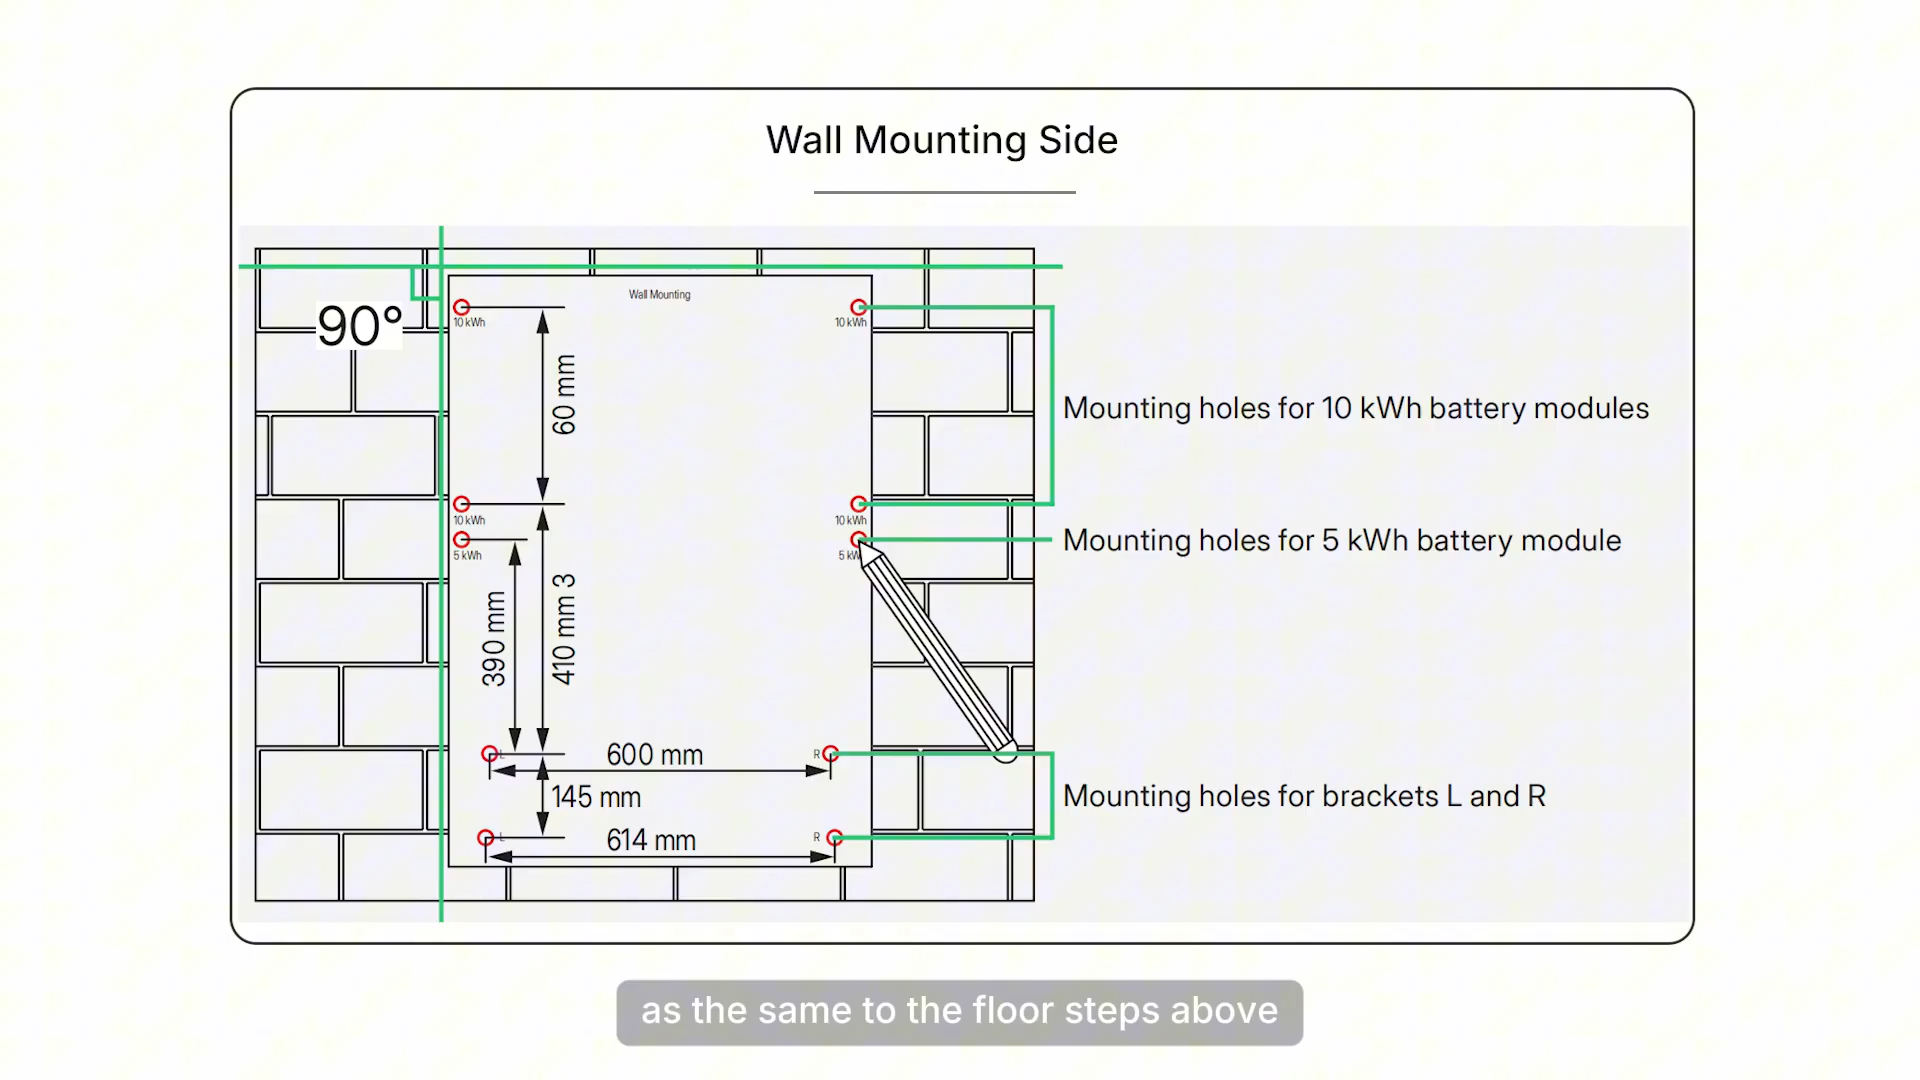 Wall Mounting Side
Wall Mounting
90°
10 kWh
10 kWh
60 mm
Mounting holes for 10 kWh battery modules
10 kWh
10 kWh
Mounting holes for 5 kWh battery module
5 kWh
390 mm
410 mm 3
L
600 mm
R
145 mm
Mounting holes for brackets L and R
L
614 mm
R
as the same to the floor steps above